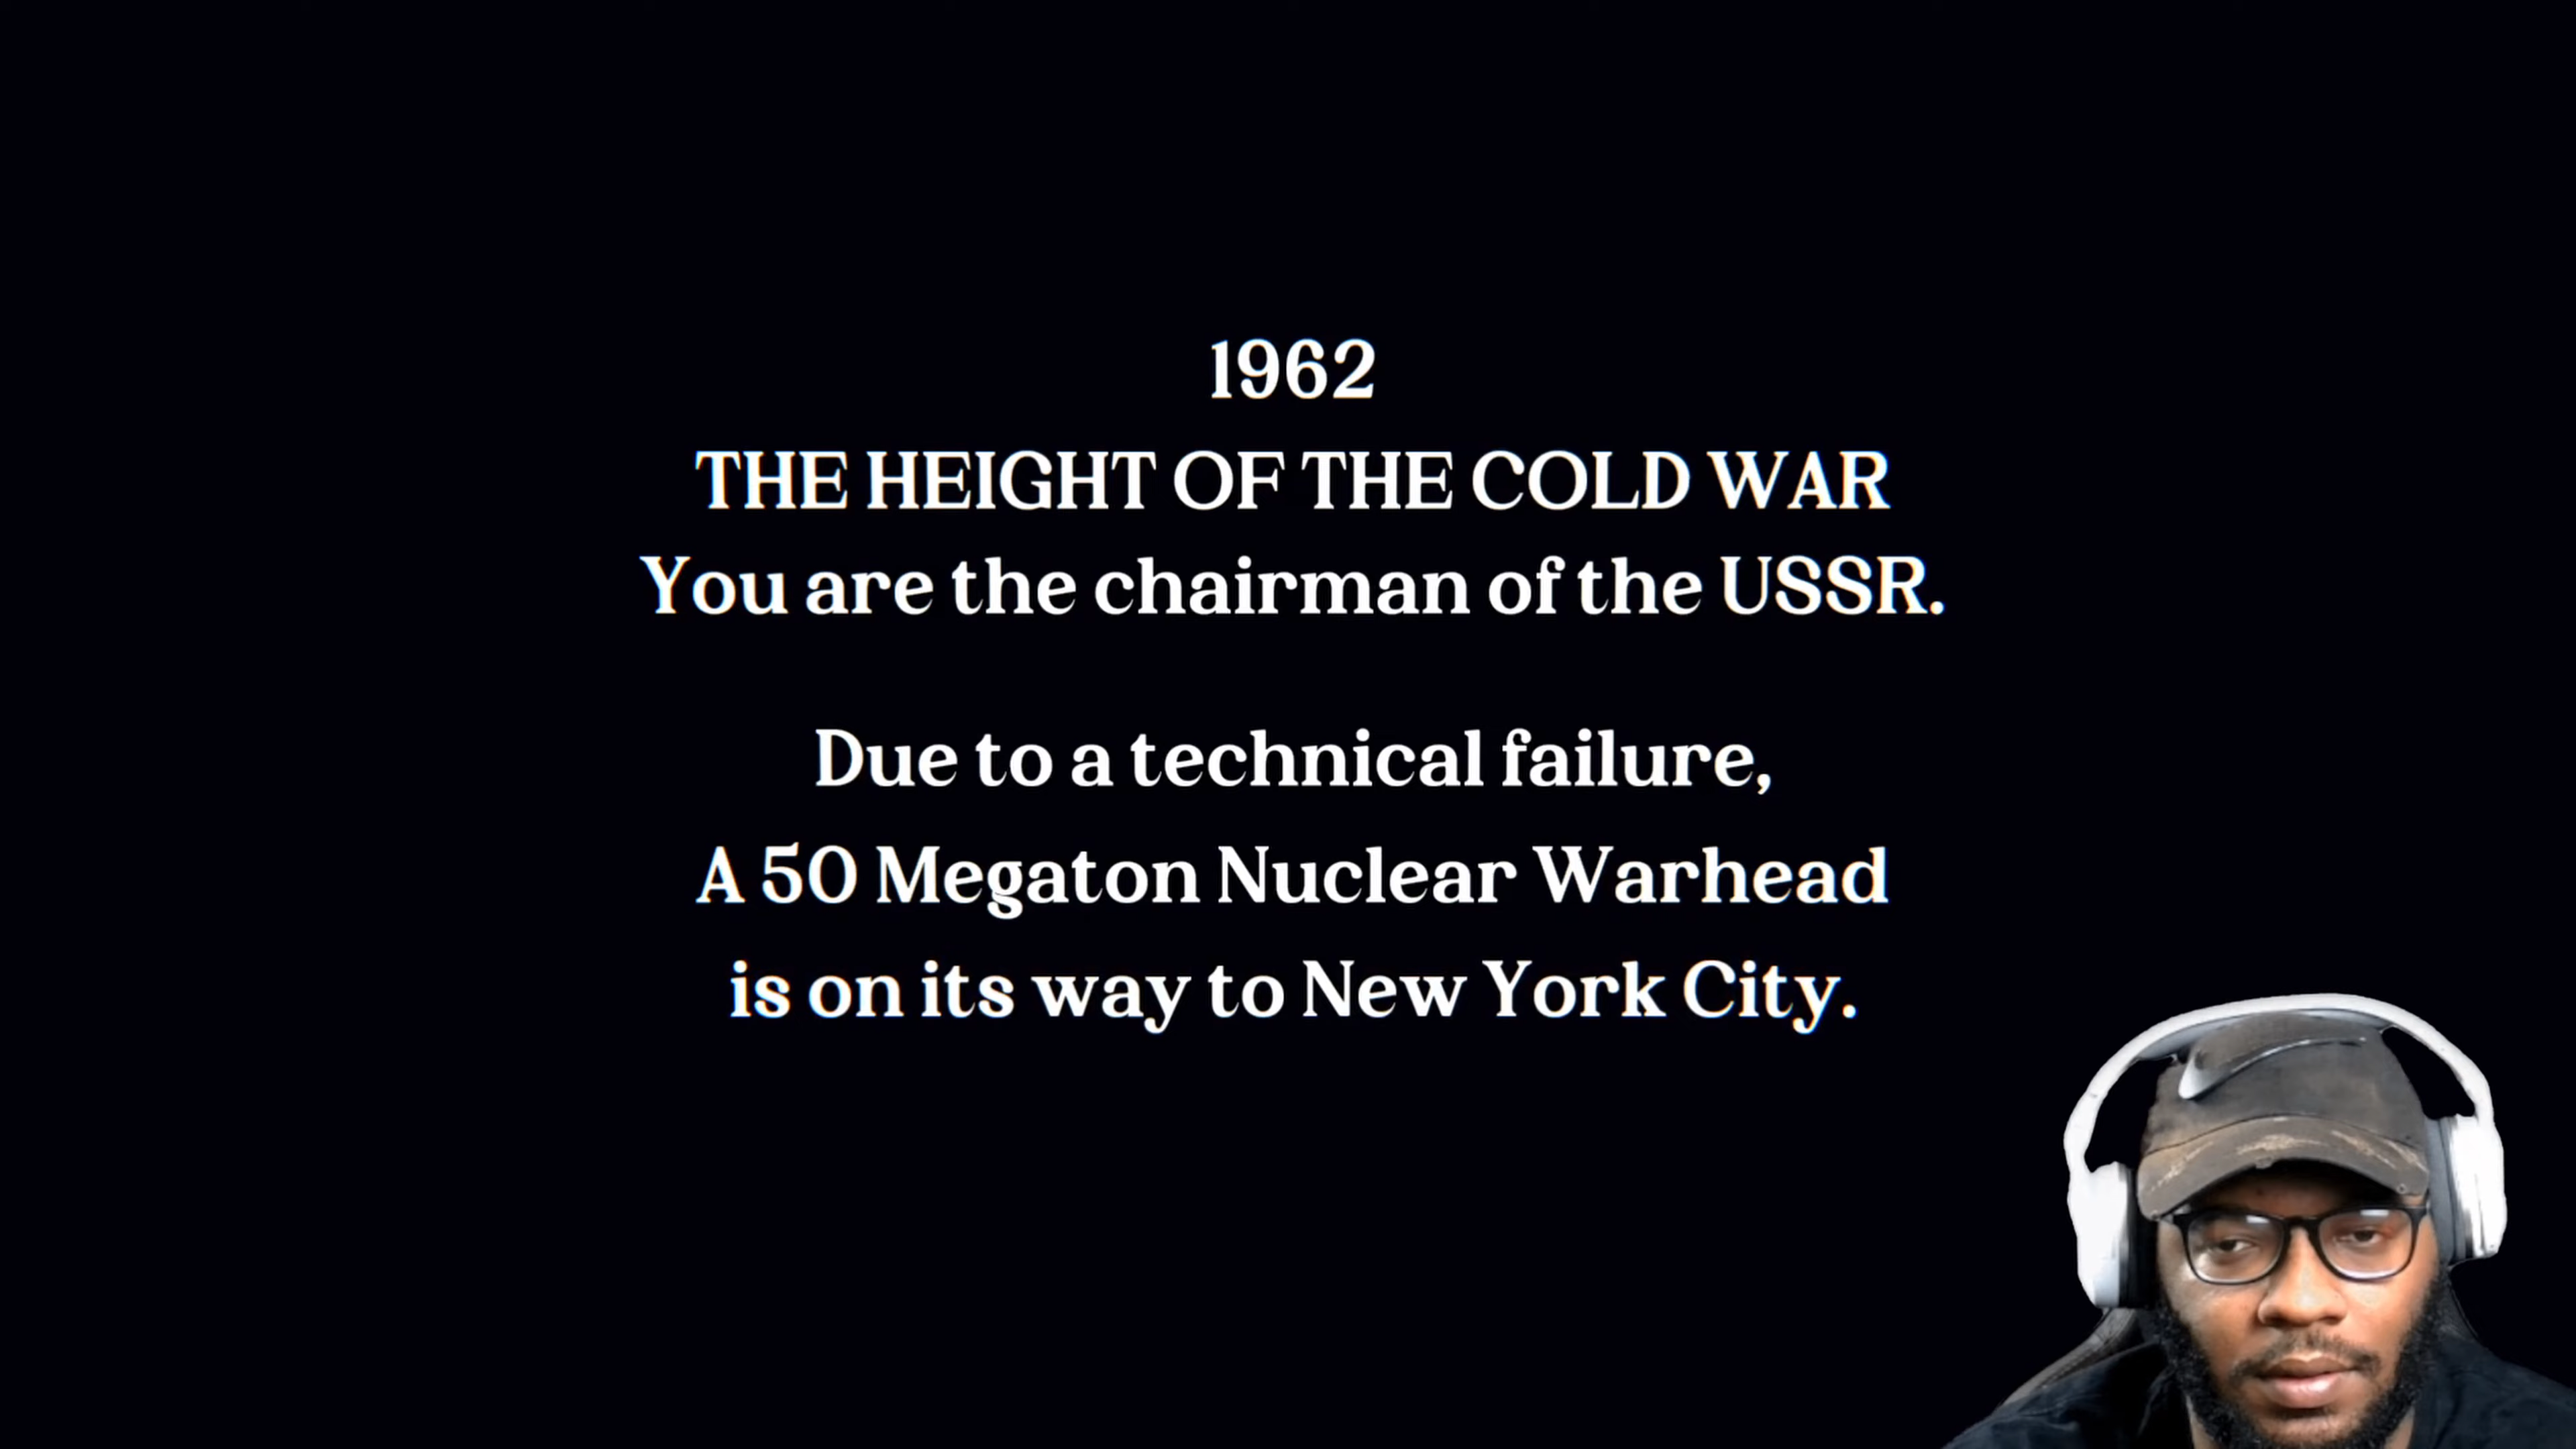 1962
THE HEIGHT OF THE COLD WAR
You are the chairman of the USSR.
Due to a technical failure,
A 50 Megaton Nuclear Warhead
is on its way to New York City.